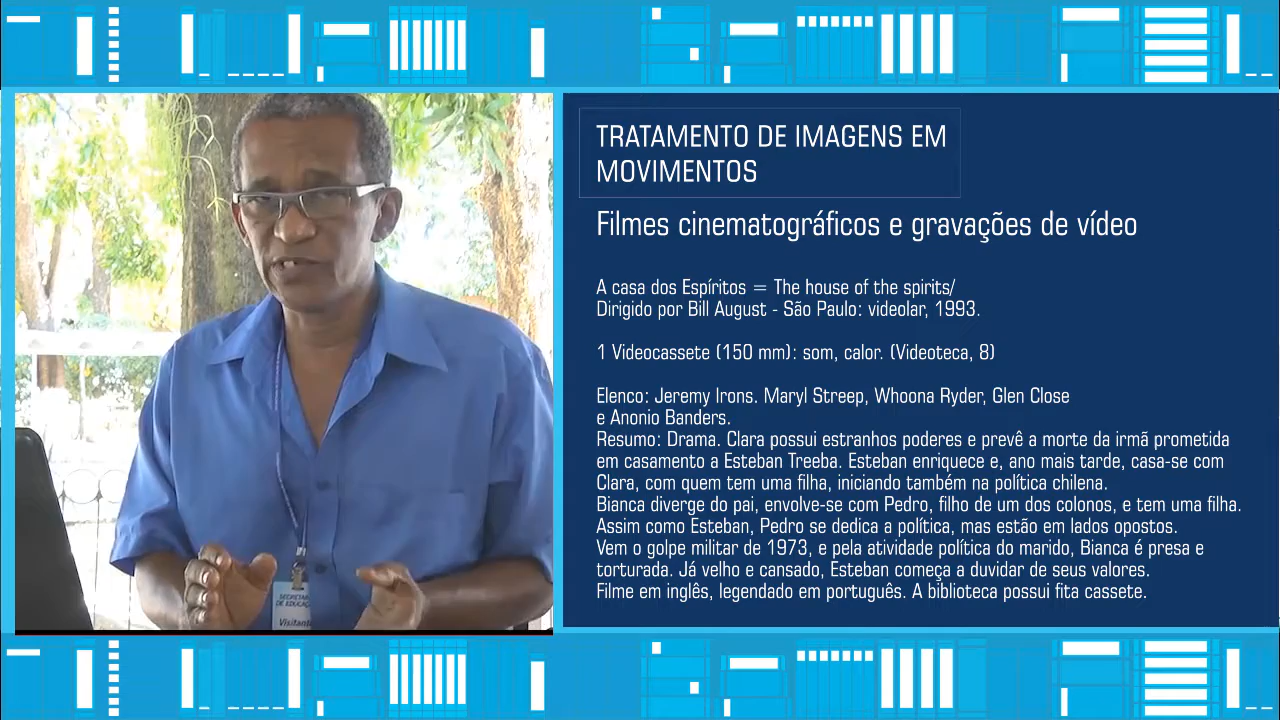 TRATAMENTO DE IMAGENS EM
MOVIMENTOS
Filmes cinematográficos e gravações de vídeo
A casa dos Espíritos = The house of the spirits/
Dirigido por Bill August - São Paulo: videolar, 1993.
1 Videocassete (150 mm): som, calor. (Videoteca, 8)
Elenco: Jeremy Irons. Maryl Streep, Whoona Ryder, Glen Close
e Anonio Banders.
Resumo: Drama. Clara possui estranhos poderes e prevê a morte da irmã prometida
em casamento a Esteban Treeba. Esteban enriquece e, ano mais tarde, casa-se com
Clara, com quem tem uma filha, iniciando também na política chilena.
Bianca diverge do pai, envolve-se com Pedro, filho de um dos colonos, e tem uma filha.
Assim como Esteban, Pedro se dedica a política, mas estão em lados opostos.
Vem o golpe militar de 1973, e pela atividade política do marido, Bianca é presa e
torturada. Já velho e cansado, Esteban começa a duvidar de seus valores.
Filme em inglês, legendado em português. A biblioteca possui fita cassete.
DE
Visitante